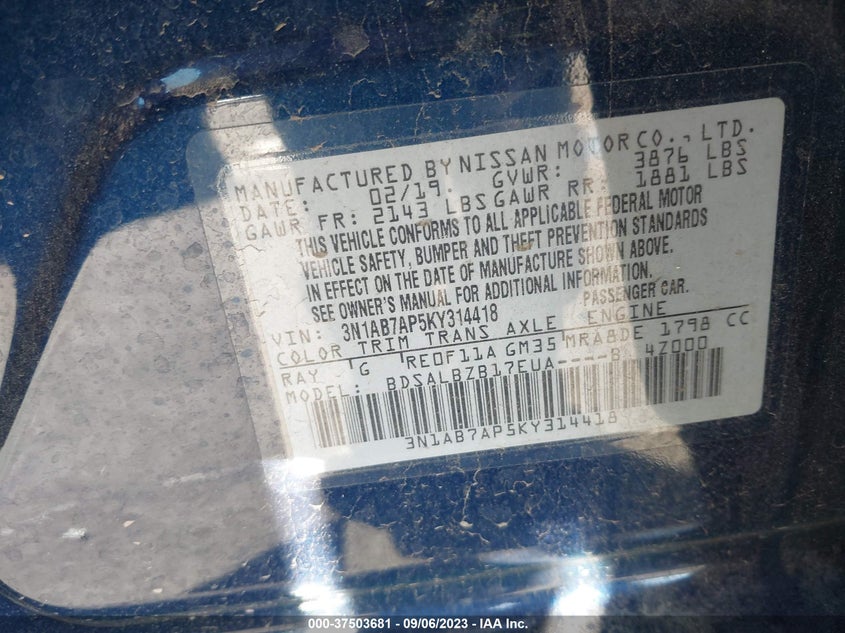 MANUFACTURED BY NISSAN MOTOR CO., LTD.
DATE: 02/19 GVWR: 3876 LBS
GAWR FR: 2143 LBS GAWR RR: 1881 LBS
THIS VEHICLE CONFORMS TO ALL APPLICABLE FEDERAL MOTOR
VEHICLE SAFETY, BUMPER AND THEFT PREVENTION STANDARDS
IN EFFECT ON THE DATE OF MANUFACTURE SHOWN ABOVE.
SEE OWNER'S MANUAL FOR ADDITIONAL INFORMATION.
VIN: 3N1AB7AP5KY314418 PASSENGER CAR.
COLOR TRIM TRANS AXLE ENGINE
RAY G RE0F11A GM35 MRA8DE 1798 CC
MODEL: BDSALBZB17EUA----B 4Z000
3N1AB7AP5KY314418
000-37503681 - 09/06/2023 - IAA Inc.